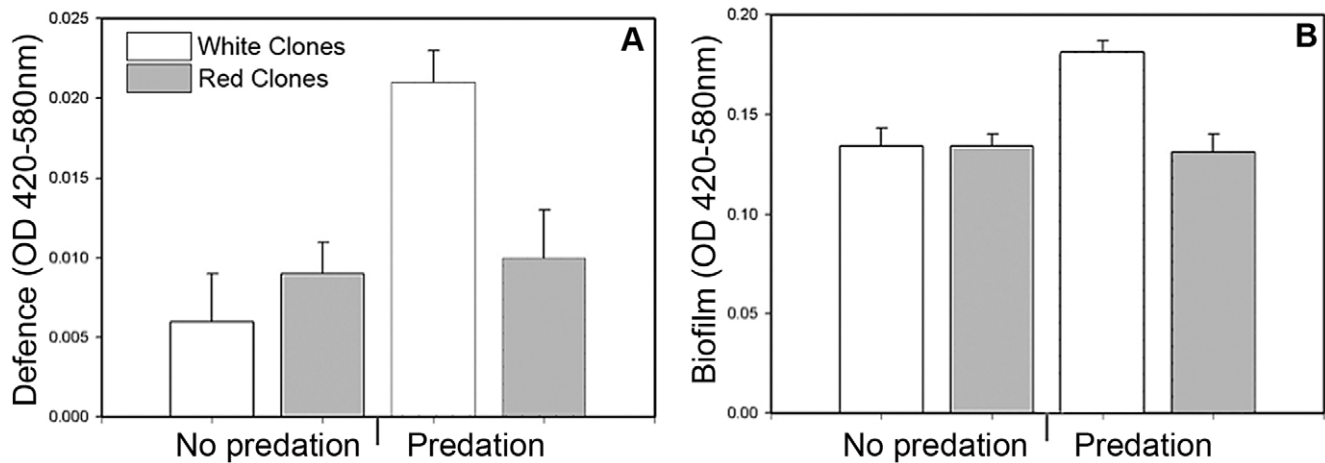 Defence (OD 420-580nm)
0.025
0.020
0.015
0.010
0.005
0.000
White Clones
Red Clones
A
No predation
Predation
Biofilm (OD 420-580nm)
0.20
0.15
0.10
0.05
0.00
B
No predation
Predation